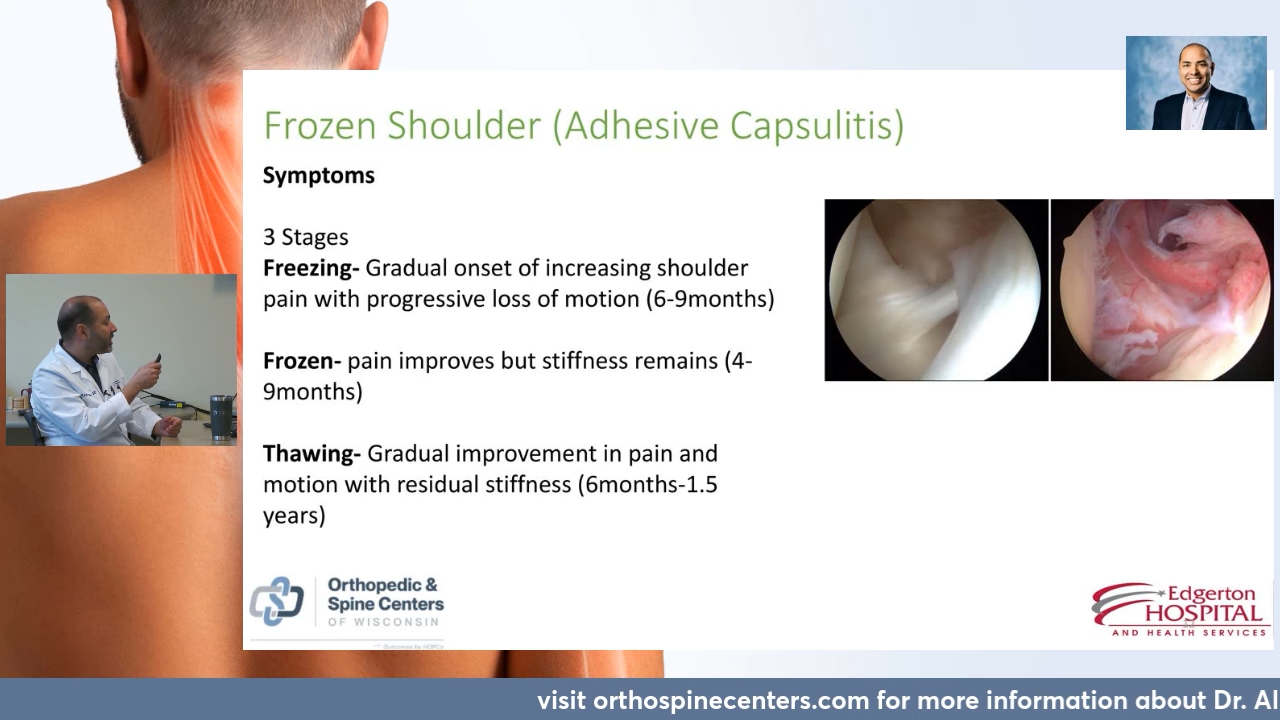 Frozen Shoulder (Adhesive Capsulitis)
Symptoms
3 Stages
Freezing- Gradual onset of increasing shoulder
pain with progressive loss of motion (6-9months)
Frozen- pain improves but stiffness remains (4-
9months)
Thawing- Gradual improvement in pain and
motion with residual stiffness (6months-1.5
years)
Orthopedic &
Spine Centers
OF WISCONSIN
Edgerton
HOSPITAL
AND HEALTH SERVICES
visit orthospinecenters.com for more information about Dr. Al